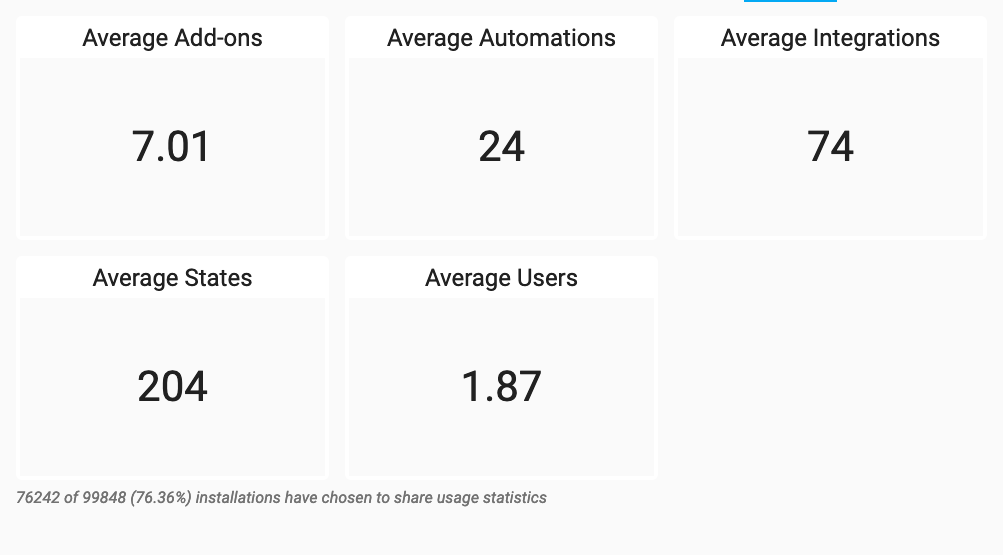 Average Add-ons
Average Automations
Average Integrations
7.01
24
74
Average States
Average Users
204
1.87
76242 of 99848 (76.36%) installations have chosen to share usage statistics